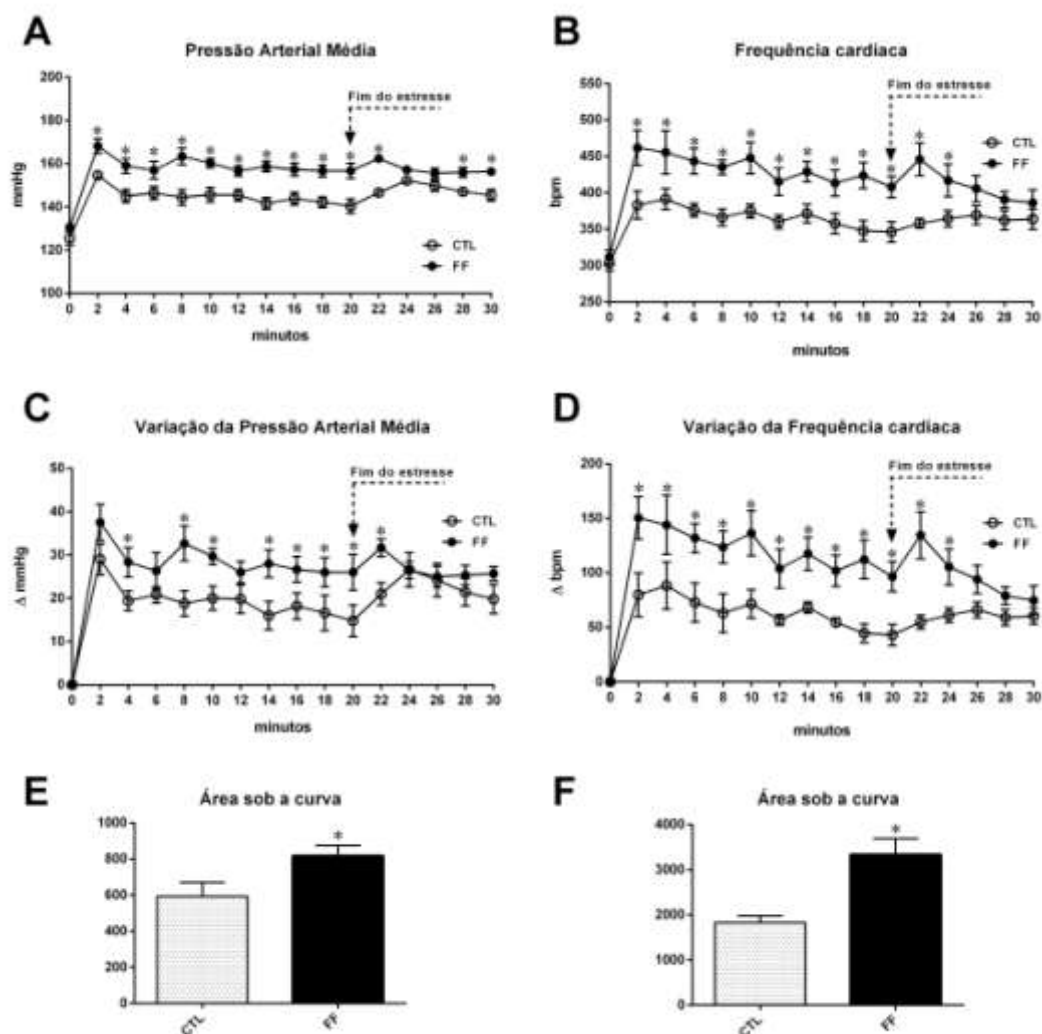 A
Pressão Arterial Média
200
180
160
140
120
100
mmHg
Fim do estresse
* * * * * * * * * * * * *
CTL
FF
0 2 4 6 8 10 12 14 16 18 20 22 24 26 28 30
minutos
B
Frequência cardiaca
550
500
450
400
350
300
250
bpm
Fim do estresse
* * * * * * * * * * * *
CTL
FF
0 2 4 6 8 10 12 14 16 18 20 22 24 26 28 30
minutos
C
Variação da Pressão Arterial Média
50
40
30
20
10
0
Δ mmHg
Fim do estresse
* * * * * * * *
CTL
FF
0 2 4 6 8 10 12 14 16 18 20 22 24 26 28 30
minutos
D
Variação da Frequência cardiaca
200
150
100
50
0
Δ bpm
Fim do estresse
* * * * * * * * * * * *
CTL
FF
0 2 4 6 8 10 12 14 16 18 20 22 24 26 28 30
minutos
E
Área sob a curva
1000
800
600
400
200
0
*
CTL
FF
F
Área sob a curva
4000
3000
2000
1000
0
*
CTL
FF